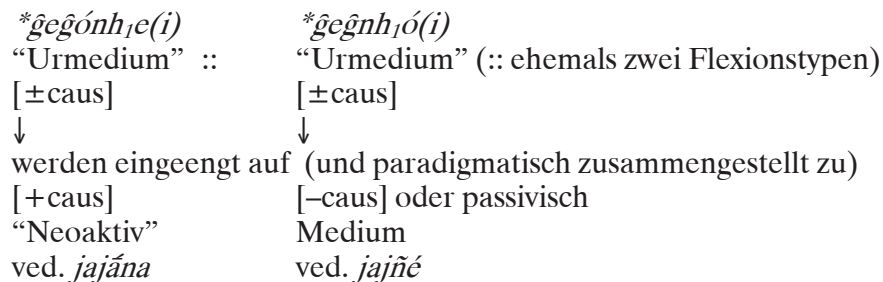 *ĝeĝónh₁e(i) *ĝegnh₁ó(i)
“Urmedium” :: “Urmedium” (:: ehemals zwei Flexionstypen)
[±caus] [±caus]
↓ ↓
werden eingeengt auf (und paradigmatisch zusammengestellt zu)
[+caus] [–caus] oder passivisch
“Neoaktiv” Medium
ved. jajā́na ved. jajñé